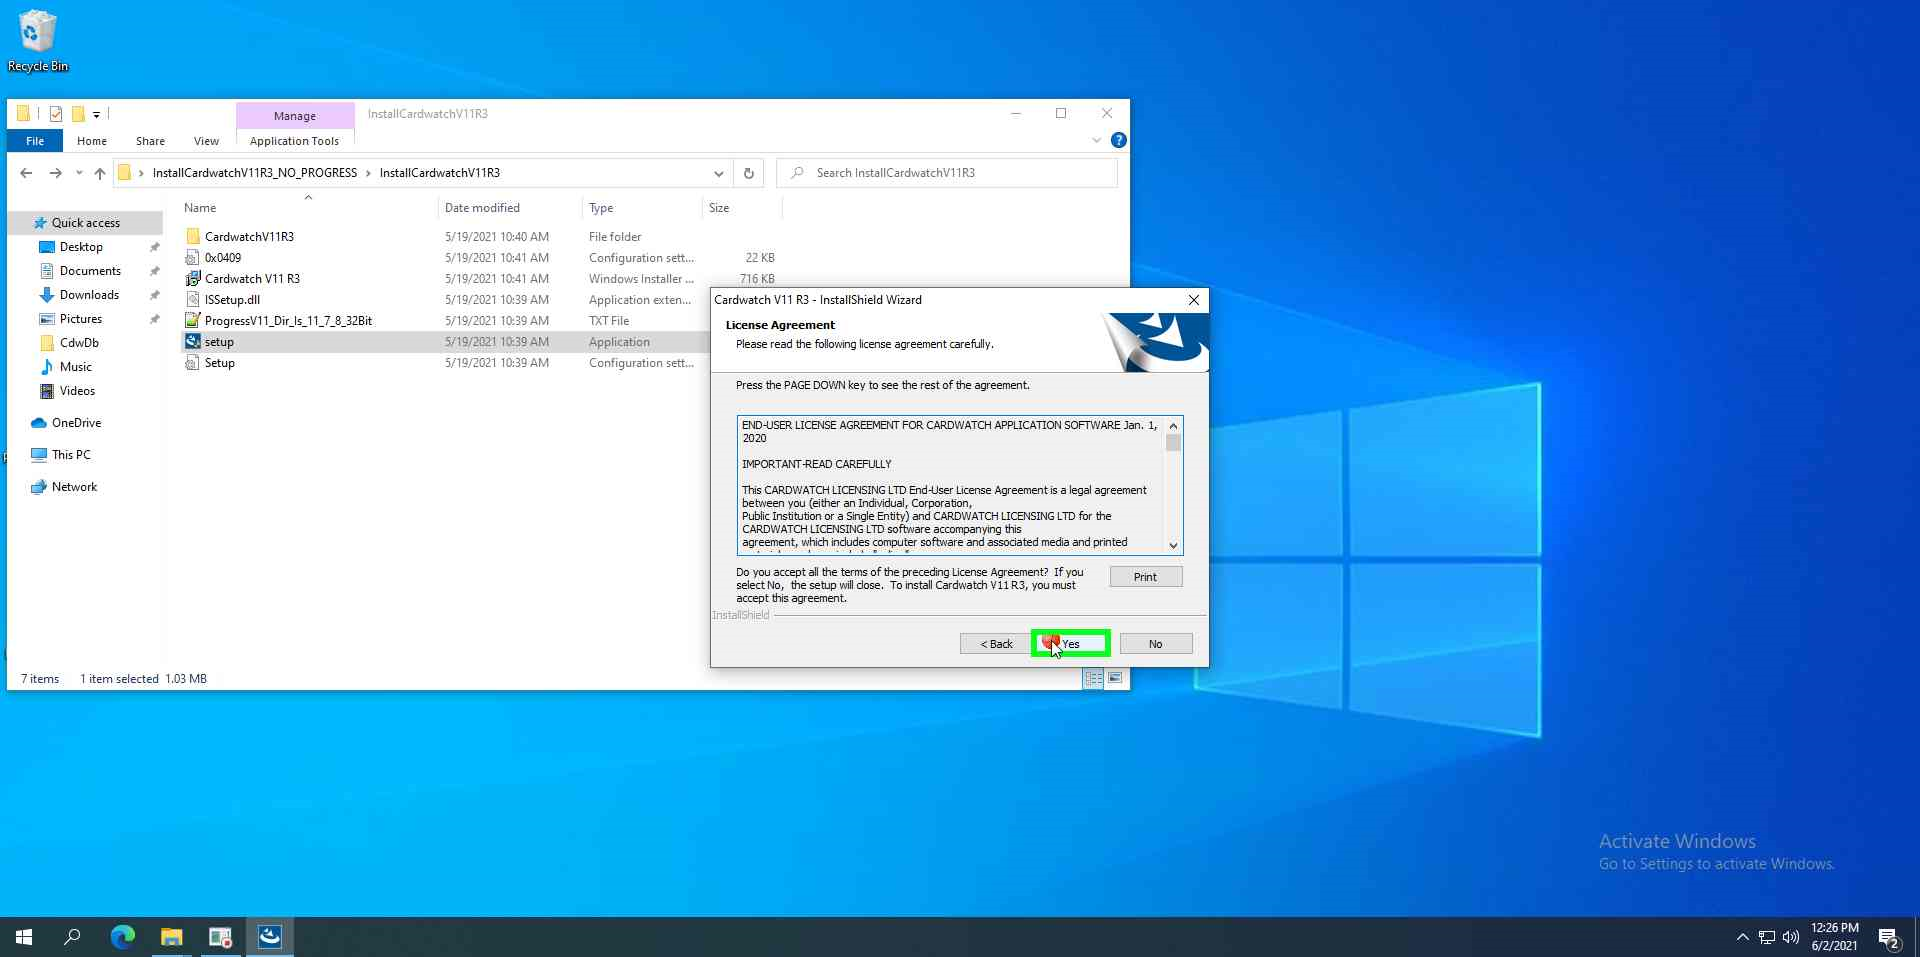 Recycle Bin
Manage
InstallCardwatchV11R3
File
Home
Share
View
Application Tools
?
InstallCardwatchV11R3_NO_PROGRESS > InstallCardwatchV11R3
Search InstallCardwatchV11R3
Name
Date modified
Type
Size
Quick access
Desktop
Documents
Downloads
Pictures
CdwDb
Music
Videos
OneDrive
This PC
Network
CardwatchV11R3 5/19/2021 10:40 AM File folder
0x0409 5/19/2021 10:41 AM Configuration sett... 22 KB
Cardwatch V11 R3 5/19/2021 10:41 AM Windows Installer ... 716 KB
ISSetup.dll 5/19/2021 10:39 AM Application exten...
ProgressV11_Dir_Is_11_7_8_32Bit 5/19/2021 10:39 AM TXT File
setup 5/19/2021 10:39 AM Application
Setup 5/19/2021 10:39 AM Configuration sett...
7 items 1 item selected 1.03 MB
Cardwatch V11 R3 - InstallShield Wizard
License Agreement
Please read the following license agreement carefully.
Press the PAGE DOWN key to see the rest of the agreement.
END-USER LICENSE AGREEMENT FOR CARDWATCH APPLICATION SOFTWARE Jan. 1,
2020
IMPORTANT-READ CAREFULLY
This CARDWATCH LICENSING LTD End-User License Agreement is a legal agreement
between you (either an Individual, Corporation,
Public Institution or a Single Entity) and CARDWATCH LICENSING LTD for the
CARDWATCH LICENSING LTD software accompanying this
agreement, which includes computer software and associated media and printed
Do you accept all the terms of the preceding License Agreement? If you
select No, the setup will close. To install Cardwatch V11 R3, you must
accept this agreement.
Print
InstallShield
< Back
Yes
No
Activate Windows
Go to Settings to activate Windows.
12:26 PM
6/2/2021
2